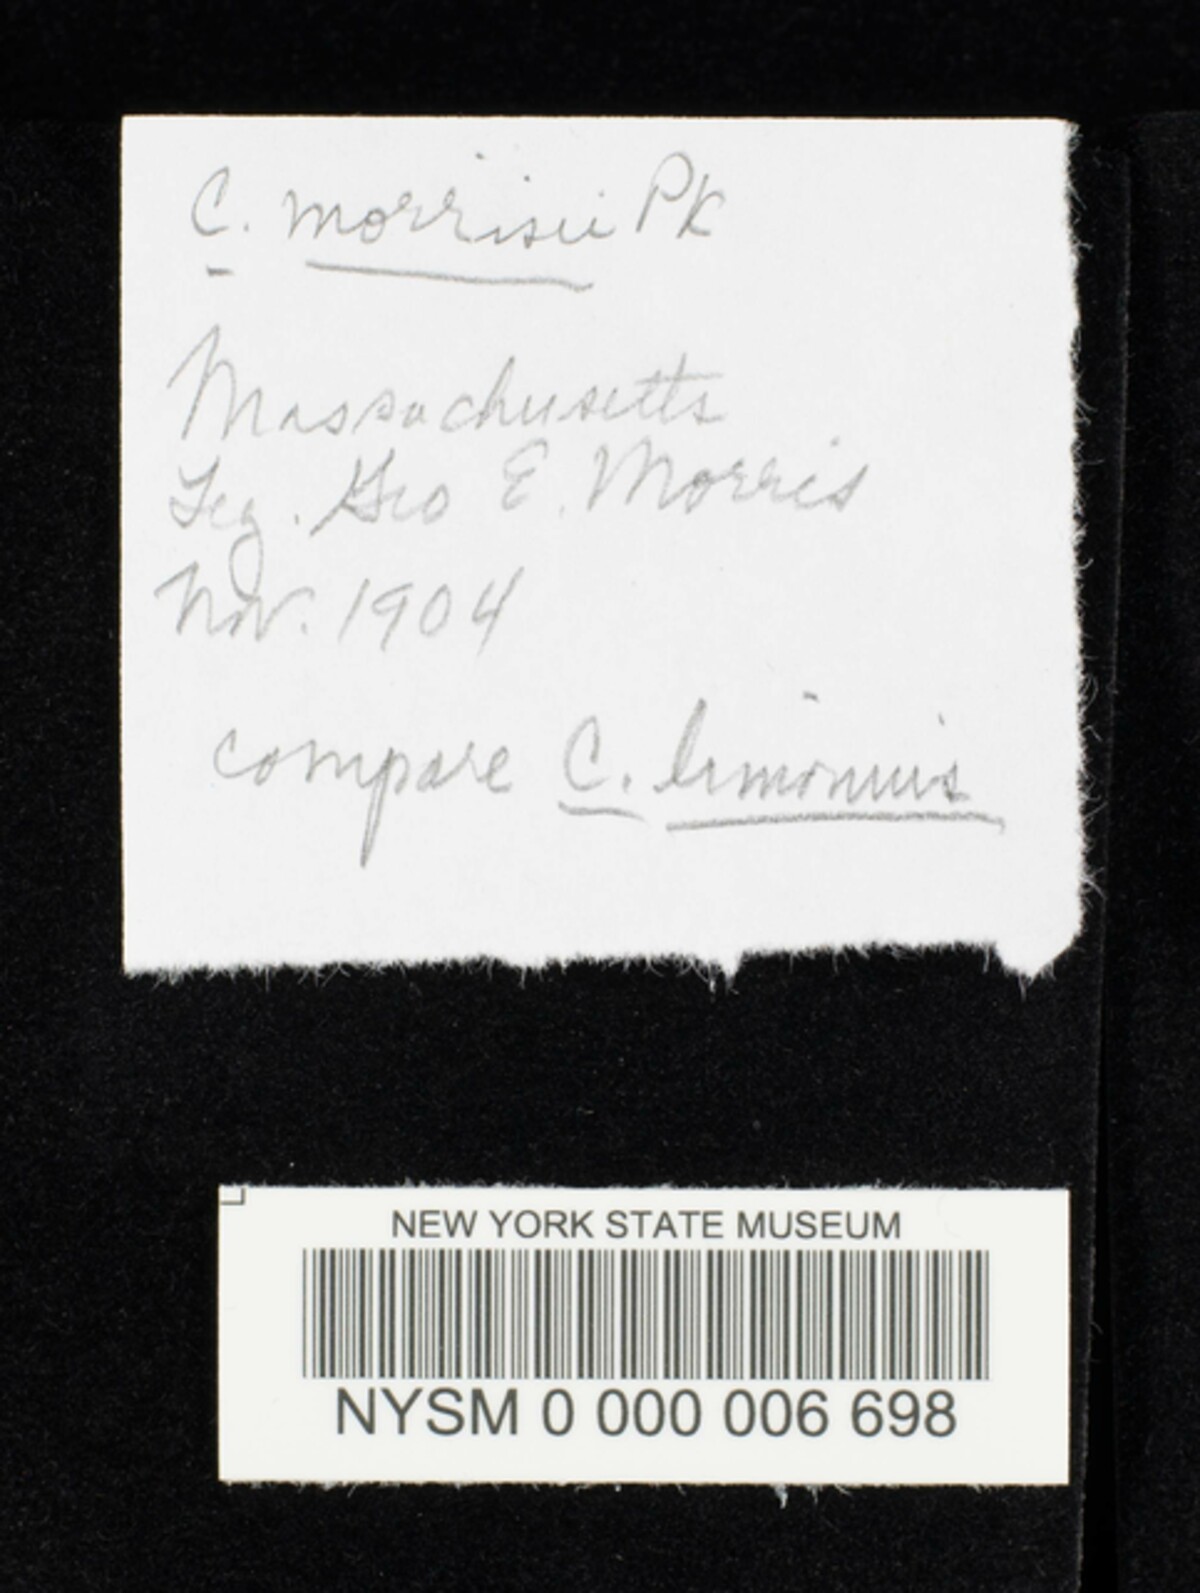 C. morrisii Pk
Massachusetts
Leg. Geo E. Morris
Nov. 1904
compare C. limonius
NEW YORK STATE MUSEUM
NYSM 0 000 006 698